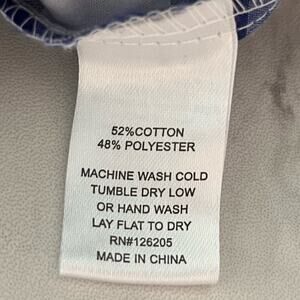 52%COTTON
48% POLYESTER
MACHINE WASH COLD
TUMBLE DRY LOW
OR HAND WASH
LAY FLAT TO DRY
RN#126205
MADE IN CHINA